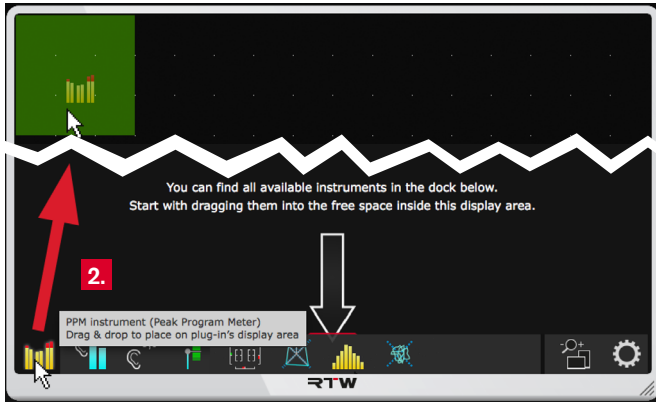 You can find all available instruments in the dock below.
Start with dragging them into the free space inside this display area.
2.
PPM instrument (Peak Program Meter)
Drag & drop to place on plug-in's display area
RTW